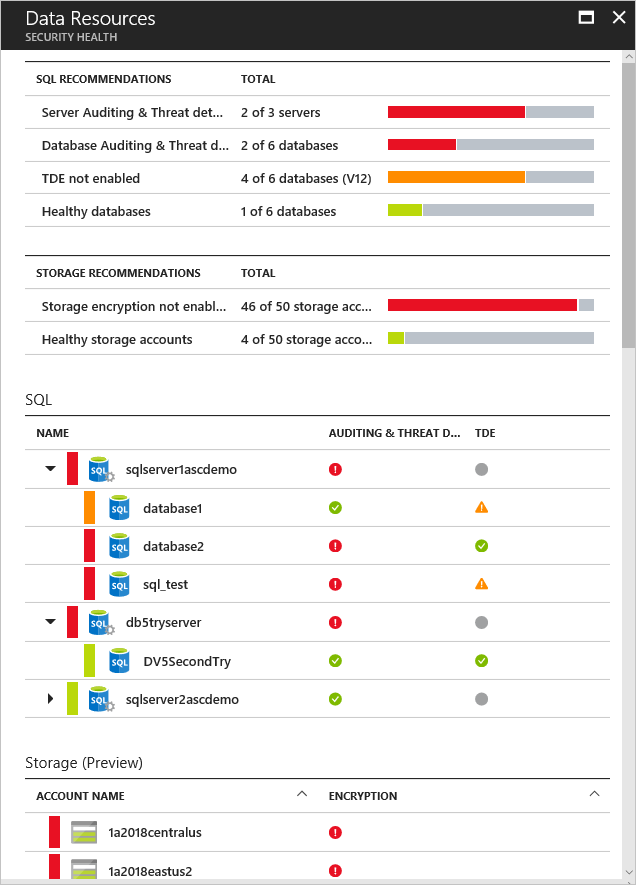 Data Resources
SECURITY HEALTH
SQL RECOMMENDATIONS TOTAL
Server Auditing & Threat det... 2 of 3 servers
Database Auditing & Threat d... 2 of 6 databases
TDE not enabled 4 of 6 databases (V12)
Healthy databases 1 of 6 databases
STORAGE RECOMMENDATIONS TOTAL
Storage encryption not enabl... 46 of 50 storage acc...
Healthy storage accounts 4 of 50 storage acco...
SQL
NAME AUDITING & THREAT D... TDE
SQL sqlserver1ascdemo
SQL database1
SQL database2
SQL sql_test
SQL db5tryserver
SQL DV5SecondTry
SQL sqlserver2ascdemo
Storage (Preview)
ACCOUNT NAME ENCRYPTION
1a2018centralus
1a2018eastus2